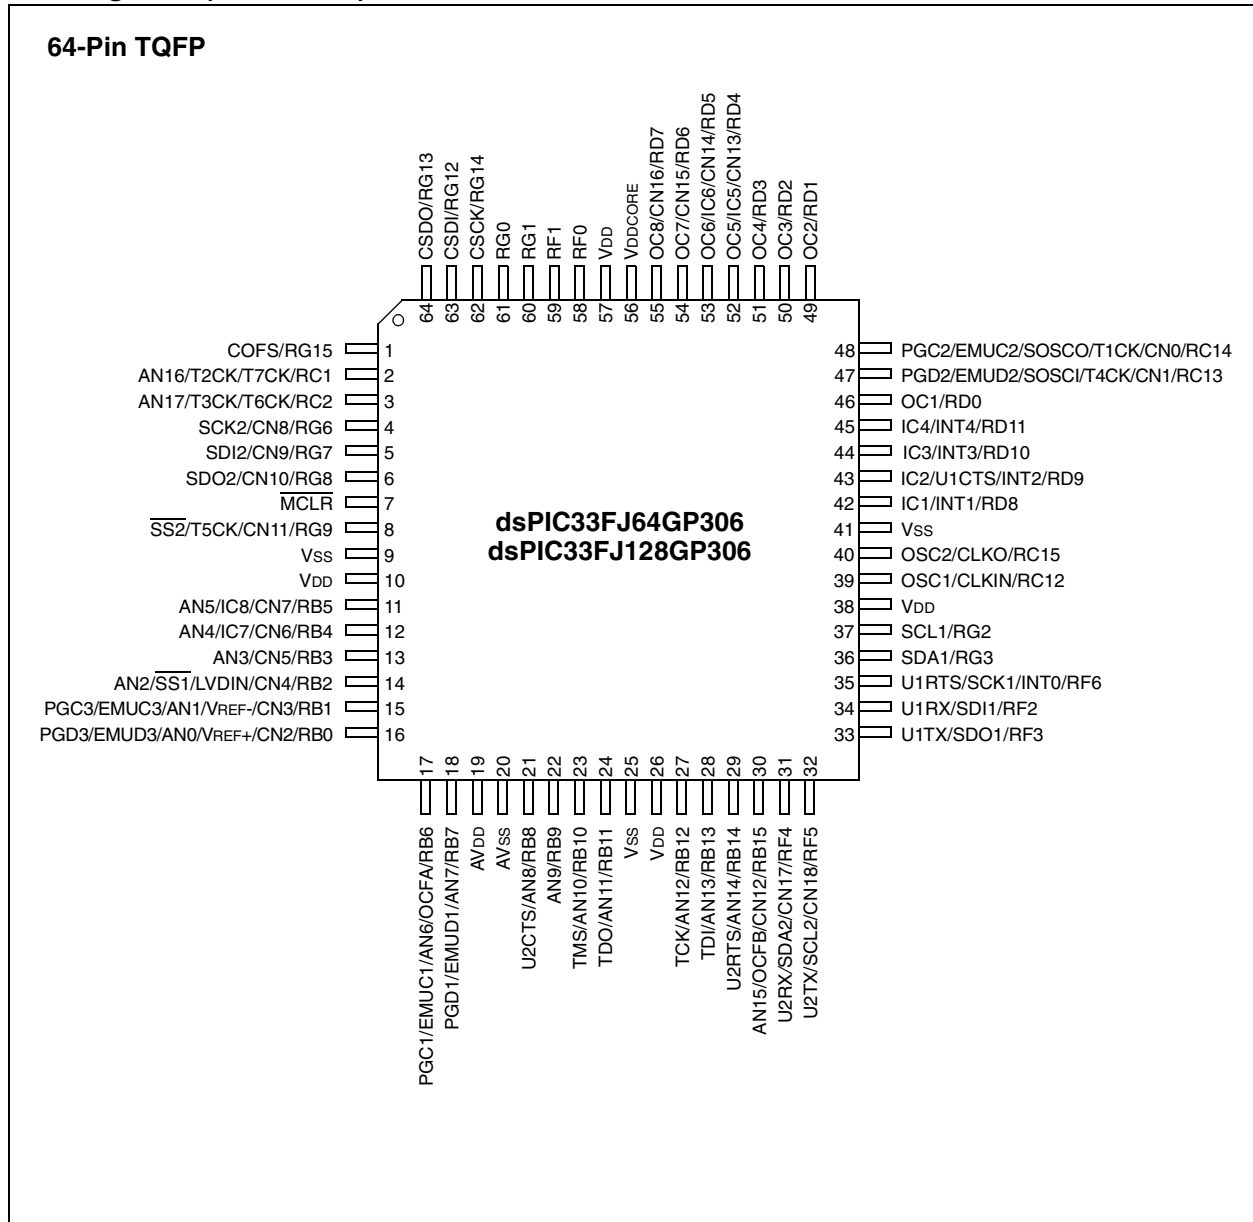 64-Pin TQFP
CSDO/RG13
CSDI/RG12
CSCK/RG14
RG0
RG1
RF1
RF0
VDD
VDDCORE
OC8/CN16/RD7
OC7/CN15/RD6
OC6/IC6/CN14/RD5
OC5/IC5/CN13/RD4
OC4/RD3
OC3/RD2
OC2/RD1
64
63
62
61
60
59
58
57
56
55
54
53
52
51
50
49
COFS/RG15 1
AN16/T2CK/T7CK/RC1 2
AN17/T3CK/T6CK/RC2 3
SCK2/CN8/RG6 4
SDI2/CN9/RG7 5
SDO2/CN10/RG8 6
MCLR 7
SS2/T5CK/CN11/RG9 8
VSS 9
VDD 10
AN5/IC8/CN7/RB5 11
AN4/IC7/CN6/RB4 12
AN3/CN5/RB3 13
AN2/SS1/LVDIN/CN4/RB2 14
PGC3/EMUC3/AN1/VREF-/CN3/RB1 15
PGD3/EMUD3/AN0/VREF+/CN2/RB0 16
dsPIC33FJ64GP306
dsPIC33FJ128GP306
48 PGC2/EMUC2/SOSCO/T1CK/CN0/RC14
47 PGD2/EMUD2/SOSCI/T4CK/CN1/RC13
46 OC1/RD0
45 IC4/INT4/RD11
44 IC3/INT3/RD10
43 IC2/U1CTS/INT2/RD9
42 IC1/INT1/RD8
41 VSS
40 OSC2/CLKO/RC15
39 OSC1/CLKIN/RC12
38 VDD
37 SCL1/RG2
36 SDA1/RG3
35 U1RTS/SCK1/INT0/RF6
34 U1RX/SDI1/RF2
33 U1TX/SDO1/RF3
17
18
19
20
21
22
23
24
25
26
27
28
29
30
31
32
PGC1/EMUC1/AN6/OCFA/RB6
PGD1/EMUD1/AN7/RB7
AVDD
AVSS
U2CTS/AN8/RB8
AN9/RB9
TMS/AN10/RB10
TDO/AN11/RB11
VSS
VDD
TCK/AN12/RB12
TDI/AN13/RB13
U2RTS/AN14/RB14
AN15/OCFB/CN12/RB15
U2RX/SDA2/CN17/RF4
U2TX/SCL2/CN18/RF5